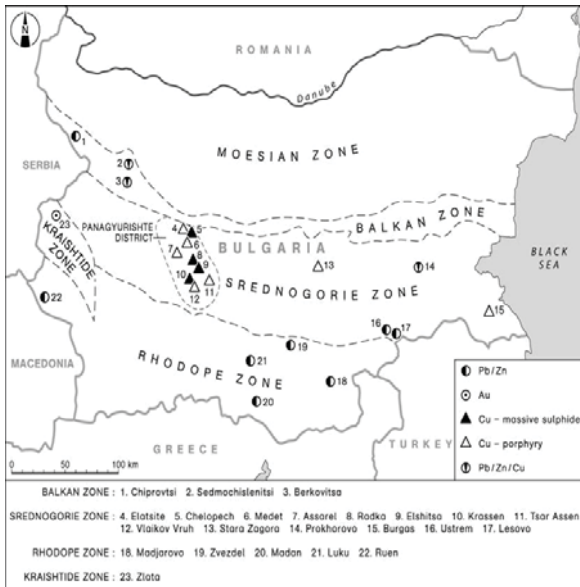 N
ROMANIA
Danube
MOESIAN ZONE
SERBIA
1
2
3
BALKAN ZONE
23
KRAISHTIDE ZONE
PANAGYURISHTE
DISTRICT
4
5
6
7
8
9
10
11
12
BULGARIA
13
14
BLACK
SEA
SREDNOGORIE ZONE
15
22
16
17
19
21
18
20
MACEDONIA
RHODOPE ZONE
GREECE
TURKEY
Pb/Zn
Au
Cu – massive sulphide
Cu – porphyry
Pb/Zn/Cu
0 50 100 km
BALKAN ZONE : 1. Chiprovtsi 2. Sedmochislenitsi 3. Berkovitsa
SREDNOGORIE ZONE : 4. Elatsite 5. Chelopech 6. Medet 7. Assarel 8. Radka 9. Elshitsa 10. Krassen 11. Tsar Assen
12. Vlaikov Vruh 13. Stara Zagora 14. Prokhorovo 15. Burgas 16. Ustrem 17. Lesovo
RHODOPE ZONE : 18. Madjarovo 19. Zvezdel 20. Madan 21. Luku 22. Ruen
KRAISHTIDE ZONE : 23. Zlata